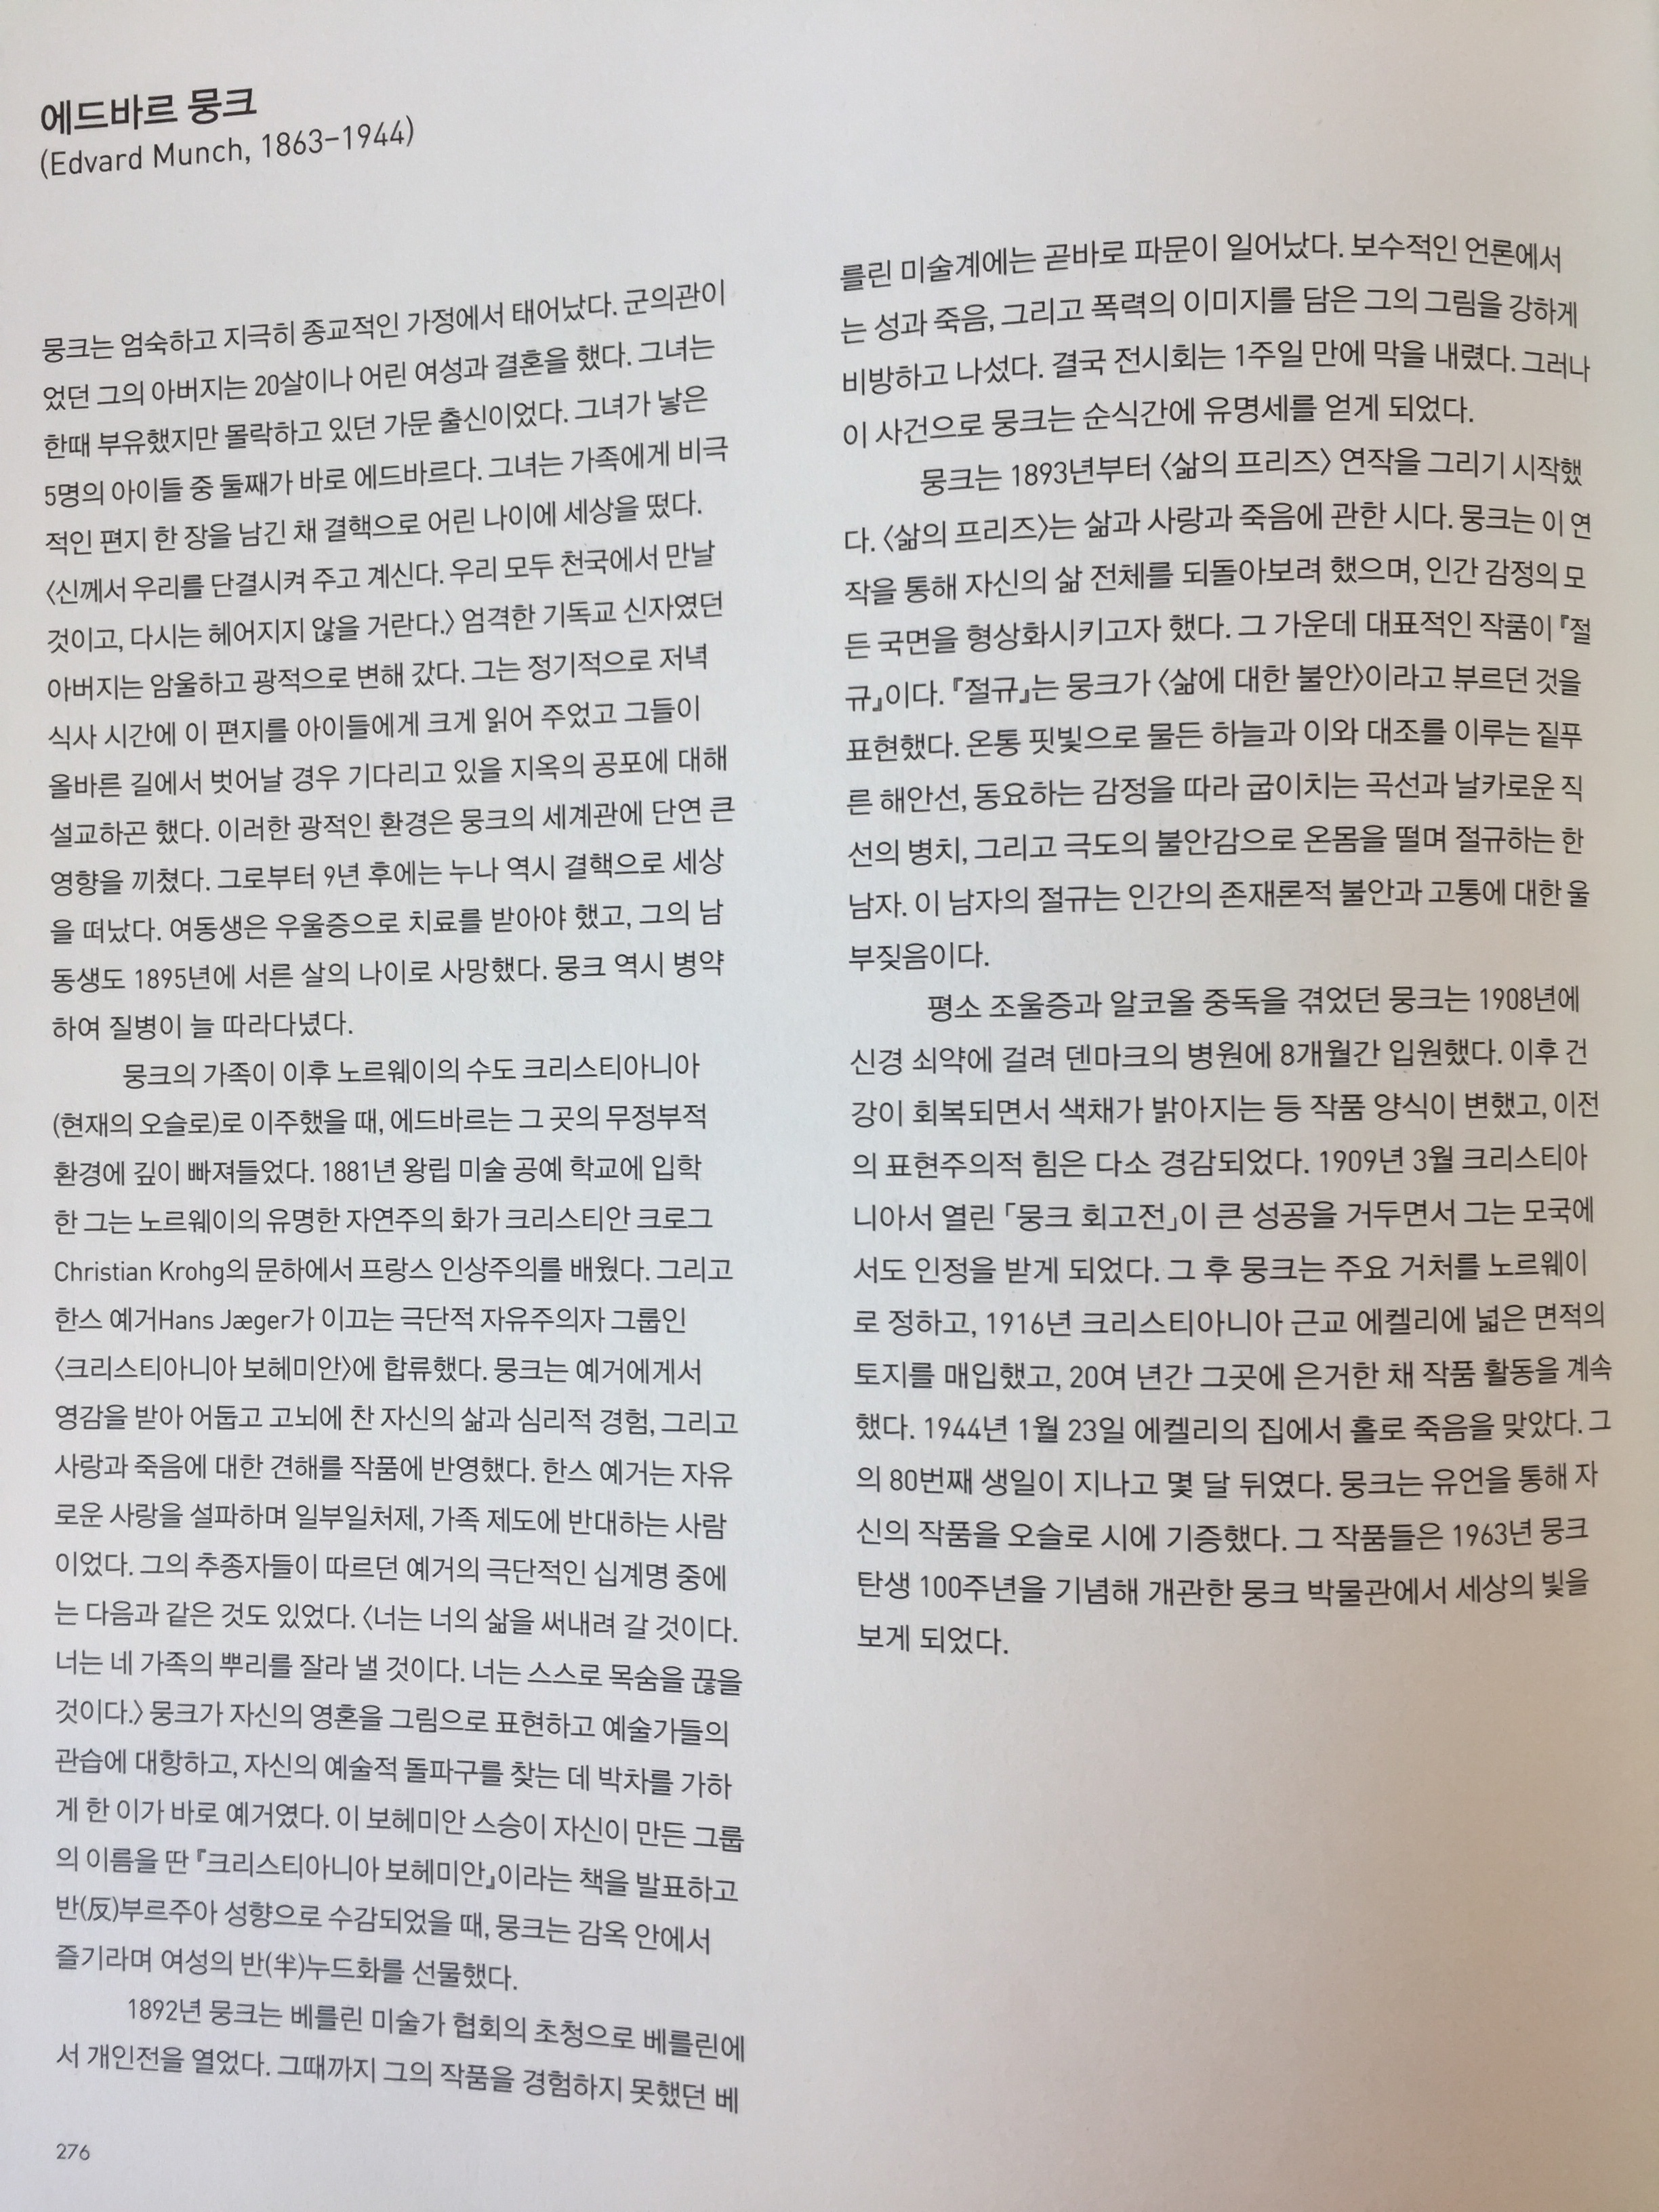 에드바르 뭉크
(Edvard Munch, 1863–1944)
뭉크는 엄숙하고 지극히 종교적인 가정에서 태어났다. 군의관이
었던 그의 아버지는 20살이나 어린 여성과 결혼을 했다. 그녀는
한때 부유했지만 몰락하고 있던 가문 출신이었다. 그녀가 낳은
5명의 아이들 중 둘째가 바로 에드바르다. 그녀는 가족에게 비극
적인 편지 한 장을 남긴 채 결핵으로 어린 나이에 세상을 떴다.
〈신께서 우리를 단결시켜 주고 계신다. 우리 모두 천국에서 만날
것이고, 다시는 헤어지지 않을 거란다.〉 엄격한 기독교 신자였던
아버지는 암울하고 광적으로 변해 갔다. 그는 정기적으로 저녁
식사 시간에 이 편지를 아이들에게 크게 읽어 주었고 그들이
올바른 길에서 벗어날 경우 기다리고 있을 지옥의 공포에 대해
설교하곤 했다. 이러한 광적인 환경은 뭉크의 세계관에 단연 큰
영향을 끼쳤다. 그로부터 9년 후에는 누나 역시 결핵으로 세상
을 떠났다. 여동생은 우울증으로 치료를 받아야 했고, 그의 남
동생도 1895년에 서른 살의 나이로 사망했다. 뭉크 역시 병약
하여 질병이 늘 따라다녔다.
뭉크의 가족이 이후 노르웨이의 수도 크리스티아니아
(현재의 오슬로)로 이주했을 때, 에드바르는 그 곳의 무정부적
환경에 깊이 빠져들었다. 1881년 왕립 미술 공예 학교에 입학
한 그는 노르웨이의 유명한 자연주의 화가 크리스티안 크로그
Christian Krohg의 문하에서 프랑스 인상주의를 배웠다. 그리고
한스 예거Hans Jæger가 이끄는 극단적 자유주의자 그룹인
〈크리스티아니아 보헤미안〉에 합류했다. 뭉크는 예거에게서
영감을 받아 어둡고 고뇌에 찬 자신의 삶과 심리적 경험, 그리고
사랑과 죽음에 대한 견해를 작품에 반영했다. 한스 예거는 자유
로운 사랑을 설파하며 일부일처제, 가족 제도에 반대하는 사람
이었다. 그의 추종자들이 따르던 예거의 극단적인 십계명 중에
는 다음과 같은 것도 있었다. 〈너는 너의 삶을 써내려 갈 것이다.
너는 네 가족의 뿌리를 잘라 낼 것이다. 너는 스스로 목숨을 끊을
것이다.〉 뭉크가 자신의 영혼을 그림으로 표현하고 예술가들의
관습에 대항하고, 자신의 예술적 돌파구를 찾는 데 박차를 가하
게 한 이가 바로 예거였다. 이 보헤미안 스승이 자신이 만든 그룹
의 이름을 딴 『크리스티아니아 보헤미안』이라는 책을 발표하고
반(反)부르주아 성향으로 수감되었을 때, 뭉크는 감옥 안에서
즐기라며 여성의 반(半)누드화를 선물했다.
1892년 뭉크는 베를린 미술가 협회의 초청으로 베를린에
서 개인전을 열었다. 그때까지 그의 작품을 경험하지 못했던 베
를린 미술계에는 곧바로 파문이 일어났다. 보수적인 언론에서
는 성과 죽음, 그리고 폭력의 이미지를 담은 그의 그림을 강하게
비방하고 나섰다. 결국 전시회는 1주일 만에 막을 내렸다. 그러나
이 사건으로 뭉크는 순식간에 유명세를 얻게 되었다.
뭉크는 1893년부터 〈삶의 프리즈〉 연작을 그리기 시작했
다. 〈삶의 프리즈〉는 삶과 사랑과 죽음에 관한 시다. 뭉크는 이 연
작을 통해 자신의 삶 전체를 되돌아보려 했으며, 인간 감정의 모
든 국면을 형상화시키고자 했다. 그 가운데 대표적인 작품이 『절
규』이다. 『절규』는 뭉크가 〈삶에 대한 불안〉이라고 부르던 것을
표현했다. 온통 핏빛으로 물든 하늘과 이와 대조를 이루는 짙푸
른 해안선, 동요하는 감정을 따라 굽이치는 곡선과 날카로운 직
선의 병치, 그리고 극도의 불안감으로 온몸을 떨며 절규하는 한
남자. 이 남자의 절규는 인간의 존재론적 불안과 고통에 대한 울
부짖음이다.
평소 조울증과 알코올 중독을 겪었던 뭉크는 1908년에
신경 쇠약에 걸려 덴마크의 병원에 8개월간 입원했다. 이후 건
강이 회복되면서 색채가 밝아지는 등 작품 양식이 변했고, 이전
의 표현주의적 힘은 다소 경감되었다. 1909년 3월 크리스티아
니아서 열린 「뭉크 회고전」이 큰 성공을 거두면서 그는 모국에
서도 인정을 받게 되었다. 그 후 뭉크는 주요 거처를 노르웨이
로 정하고, 1916년 크리스티아니아 근교 에켈리에 넓은 면적의
토지를 매입했고, 20여 년간 그곳에 은거한 채 작품 활동을 계속
했다. 1944년 1월 23일 에켈리의 집에서 홀로 죽음을 맞았다. 그
의 80번째 생일이 지나고 몇 달 뒤였다. 뭉크는 유언을 통해 자
신의 작품을 오슬로 시에 기증했다. 그 작품들은 1963년 뭉크
탄생 100주년을 기념해 개관한 뭉크 박물관에서 세상의 빛을
보게 되었다.
276